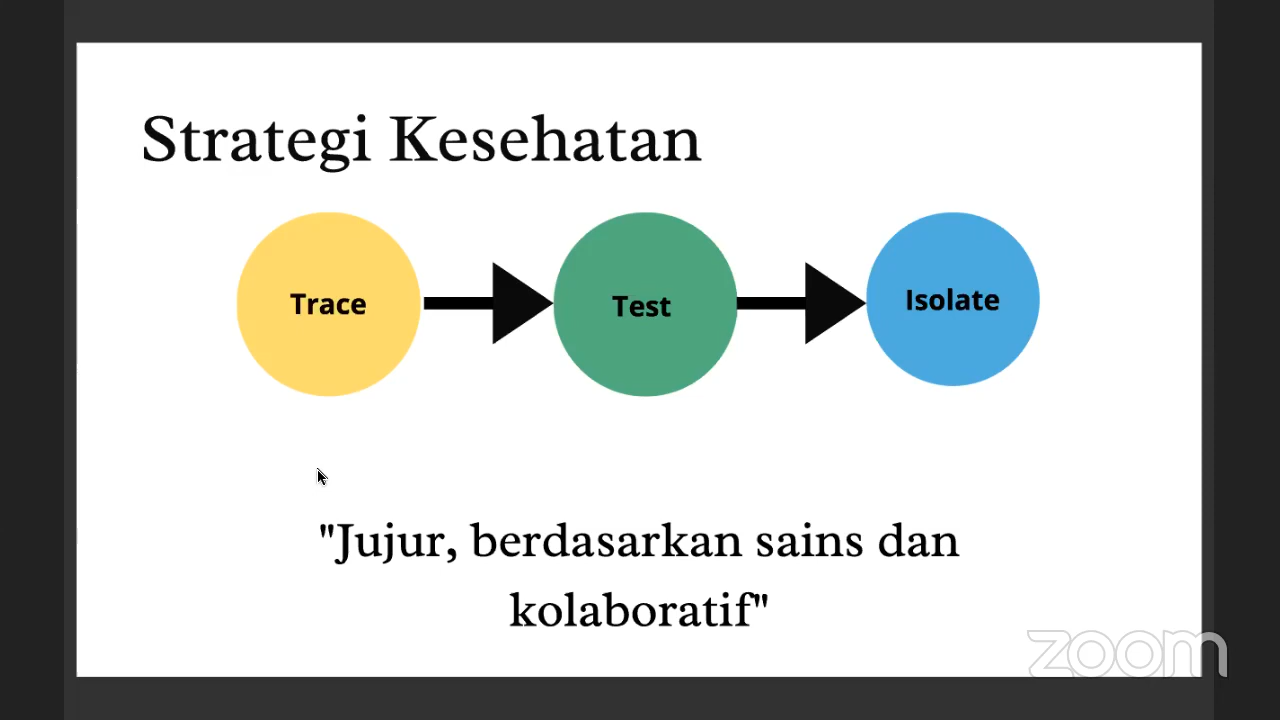 Strategi Kesehatan
Trace
Test
Isolate
"Jujur, berdasarkan sains dan
kolaboratif"
zoom